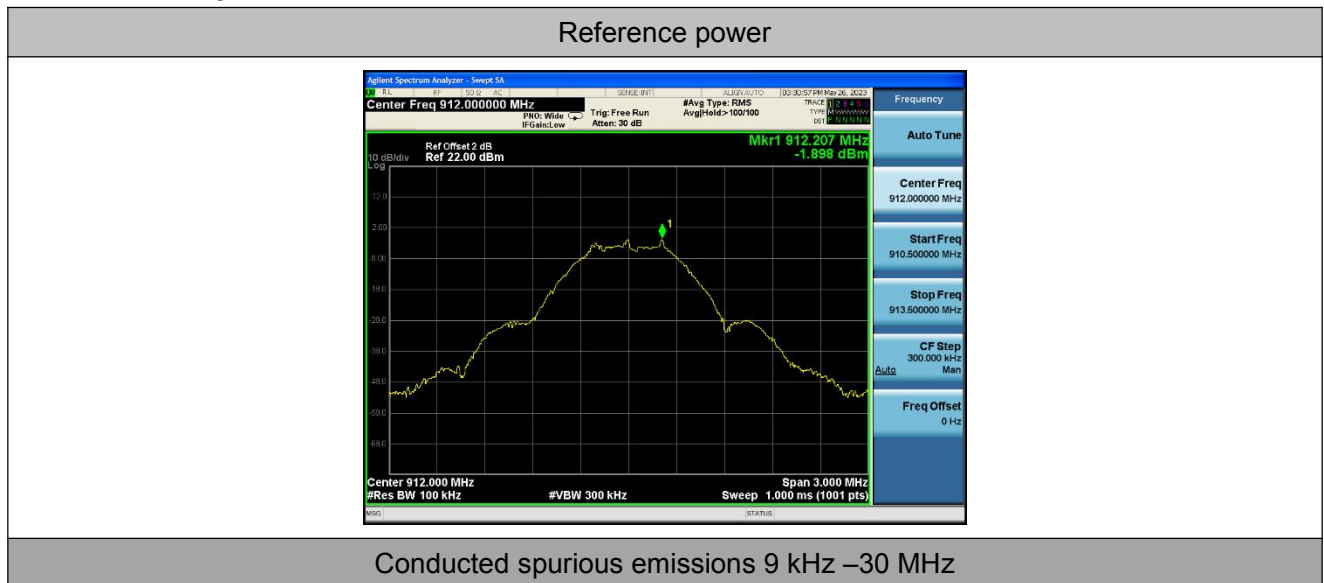 Reference power
Agilent Spectrum Analyzer - Swept SA
RL RF 50 Ω AC SENSE:INT ALIGN AUTO 03:30:57 PM May 26, 2023
Center Freq 912.000000 MHz #Avg Type: RMS TRACE 1 2 3 4 5 6 Frequency
PNO: Wide Trig: Free Run Avg|Hold:>100/100 TYPE
IFGain:Low Atten: 30 dB DET P N N N N N
Auto Tune
Mkr1 912.207 MHz
Ref Offset 2 dB
10 dB/div Ref 22.00 dBm -1.898 dBm
Log
Center Freq
912.000000 MHz
12.0
2.00
1
Start Freq
910.500000 MHz
-8.00
-18.0
Stop Freq
913.500000 MHz
-28.0
-38.0
CF Step
300.000 kHz
Auto Man
-48.0
-58.0
Freq Offset
0 Hz
-68.0
Center 912.000 MHz Span 3.000 MHz
#Res BW 100 kHz #VBW 300 kHz Sweep 1.000 ms (1001 pts)
MSG STATUS
Conducted spurious emissions 9 kHz –30 MHz